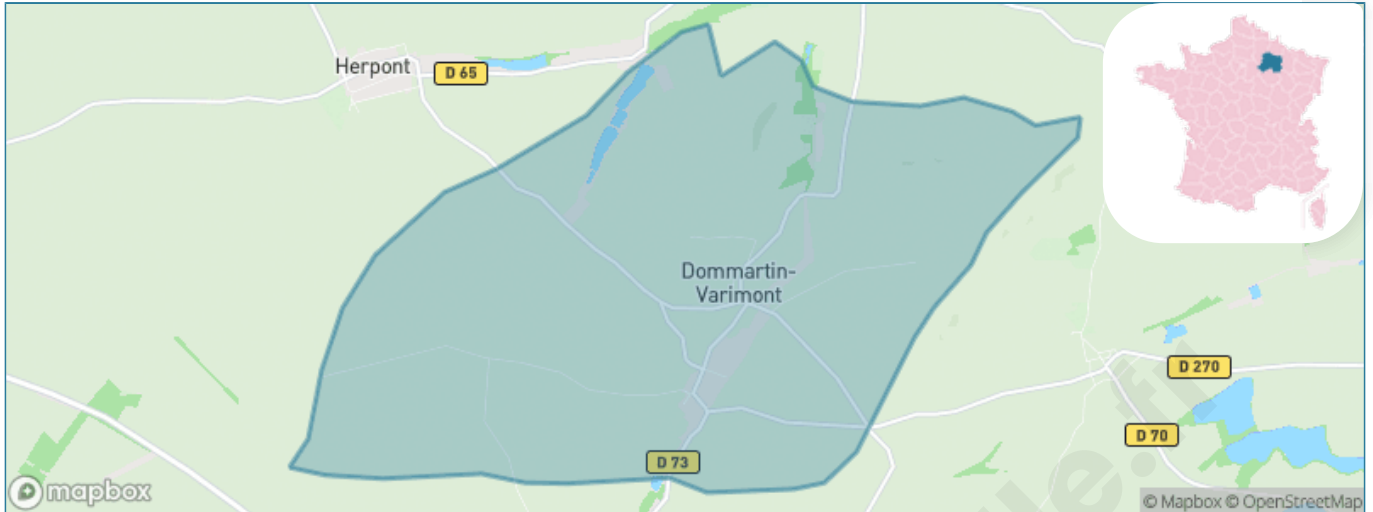 Herpont
D 65
Dommartin-
Varimont
D 270
D 70
D 73
mapbox
© Mapbox © OpenStreetMap